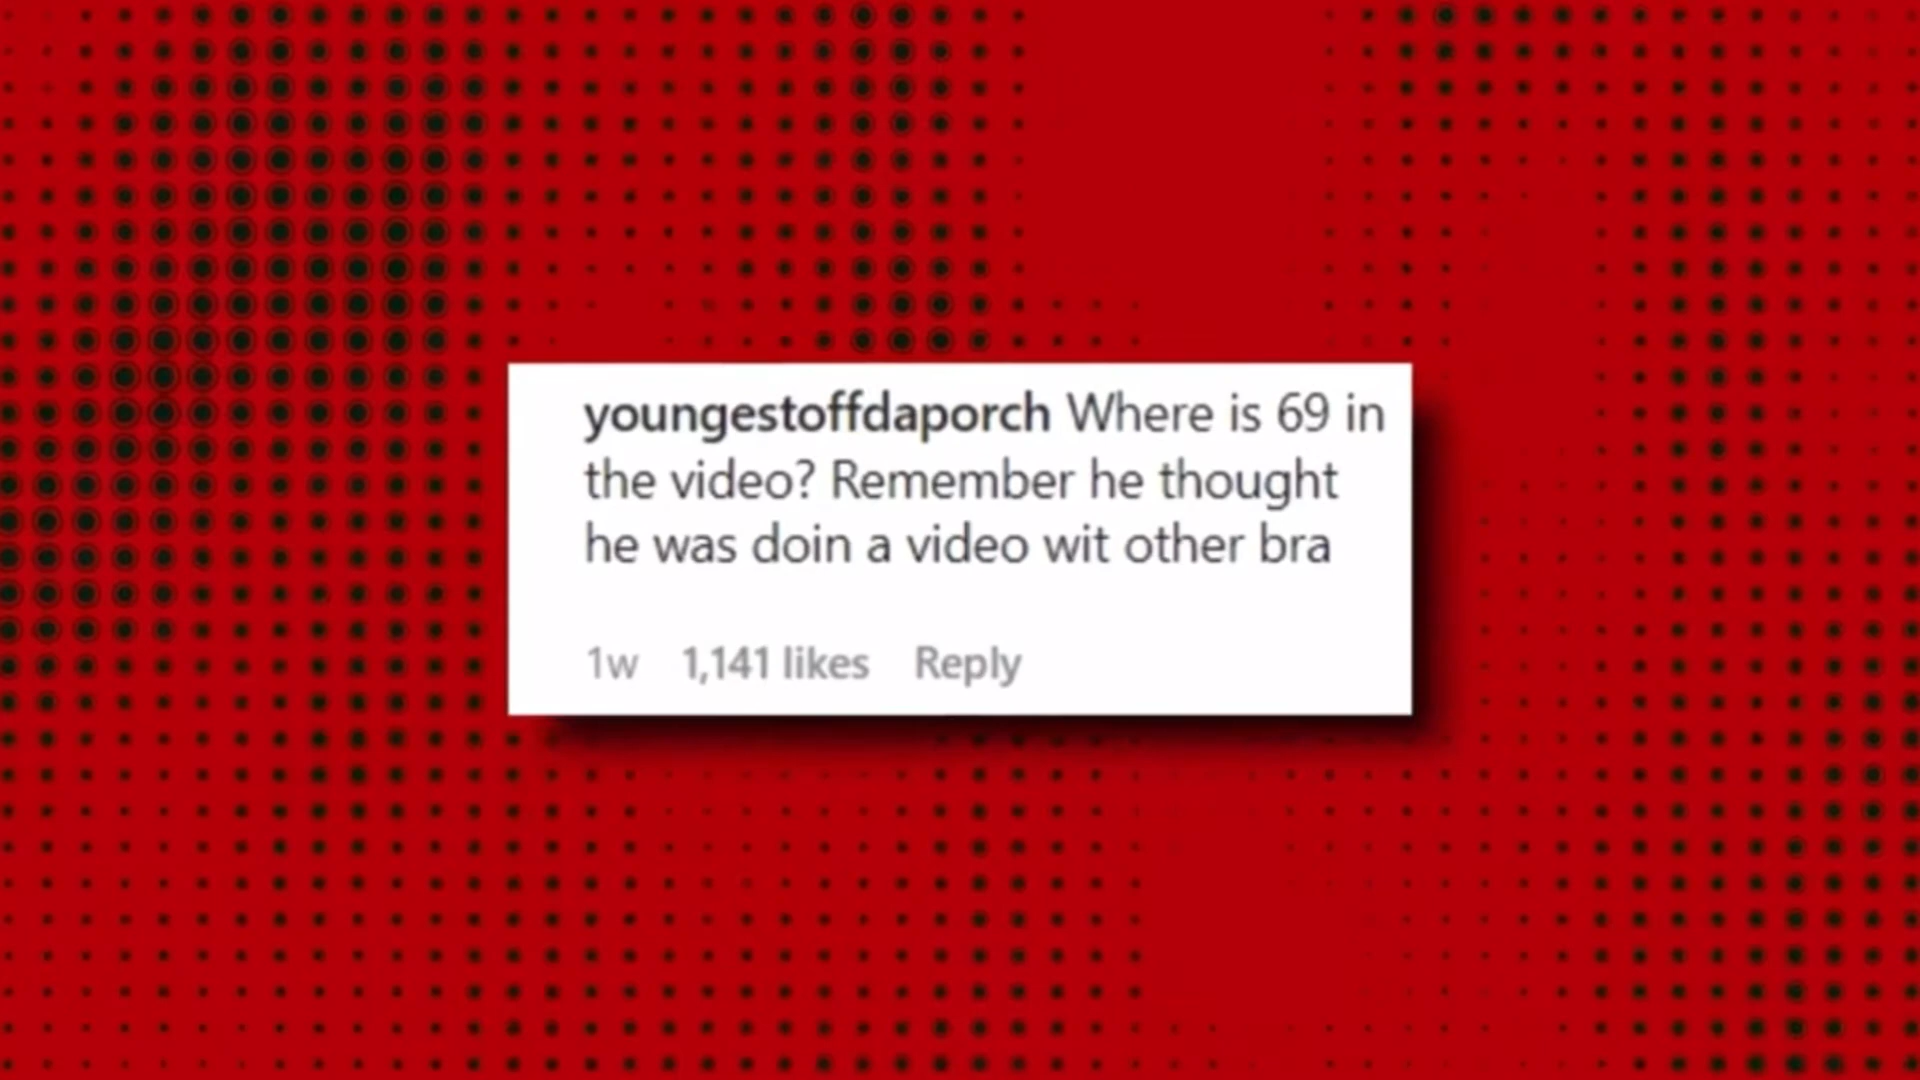 youngestoffdaporch Where is 69 in
the video? Remember he thought
he was doin a video wit other bra
1w 1,141 likes Reply